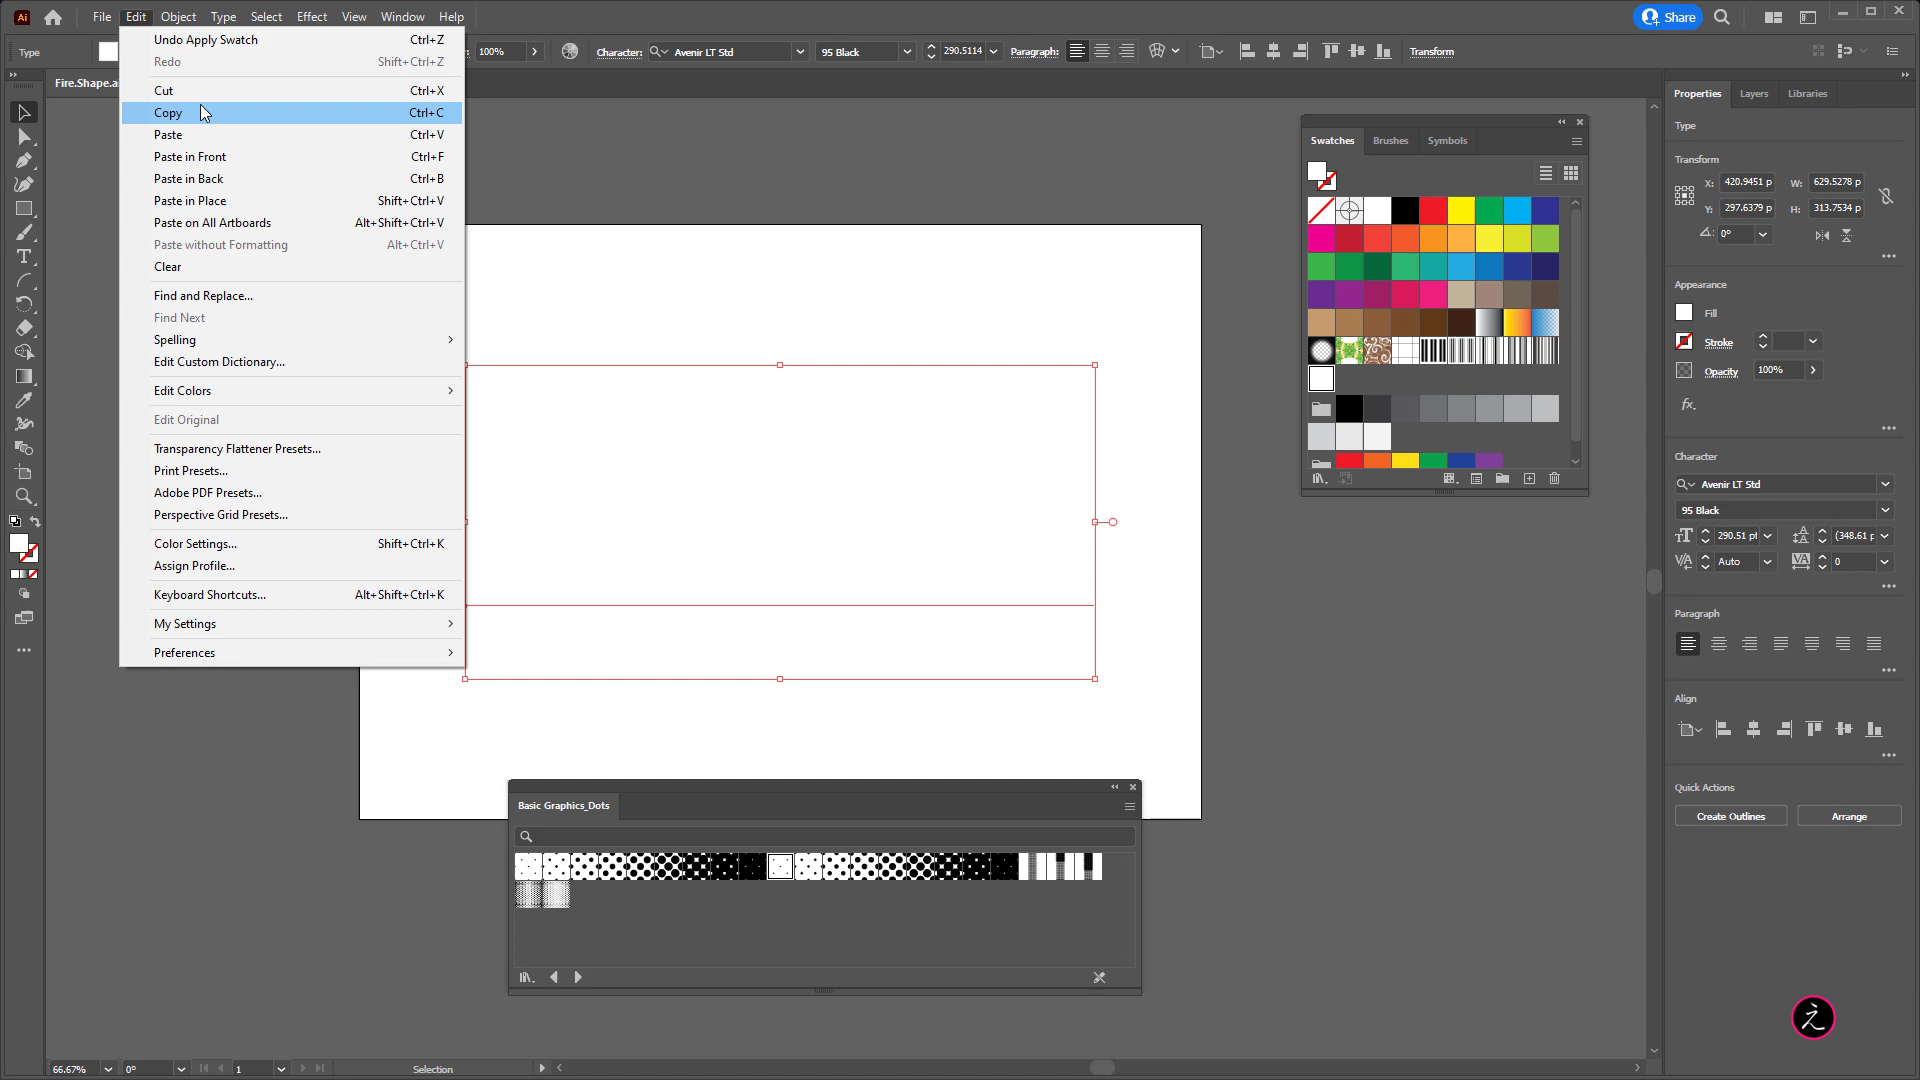 Ai File Edit Object Type Select Effect View Window Help Share
Type 100% Character: Avenir LT Std 95 Black 290.5114 Paragraph: Transform
Fire.Shape.a
Undo Apply Swatch Ctrl+Z
Redo Shift+Ctrl+Z
Cut Ctrl+X
Copy Ctrl+C
Paste Ctrl+V
Paste in Front Ctrl+F
Paste in Back Ctrl+B
Paste in Place Shift+Ctrl+V
Paste on All Artboards Alt+Shift+Ctrl+V
Paste without Formatting Alt+Ctrl+V
Clear
Find and Replace...
Find Next
Spelling
Edit Custom Dictionary...
Edit Colors
Edit Original
Transparency Flattener Presets...
Print Presets...
Adobe PDF Presets...
Perspective Grid Presets...
Color Settings... Shift+Ctrl+K
Assign Profile...
Keyboard Shortcuts... Alt+Shift+Ctrl+K
My Settings
Preferences
Swatches Brushes Symbols
Basic Graphics_Dots
Properties Layers Libraries
Type
Transform
X: 420.9451 p W: 629.5278 p
Y: 297.6379 p H: 313.7534 p
0°
Appearance
Fill
Stroke
Opacity 100%
fx
Character
Avenir LT Std
95 Black
290.51 pt (348.61 p
Auto 0
Paragraph
Align
Quick Actions
Create Outlines Arrange
66.67% 0° 1 Selection